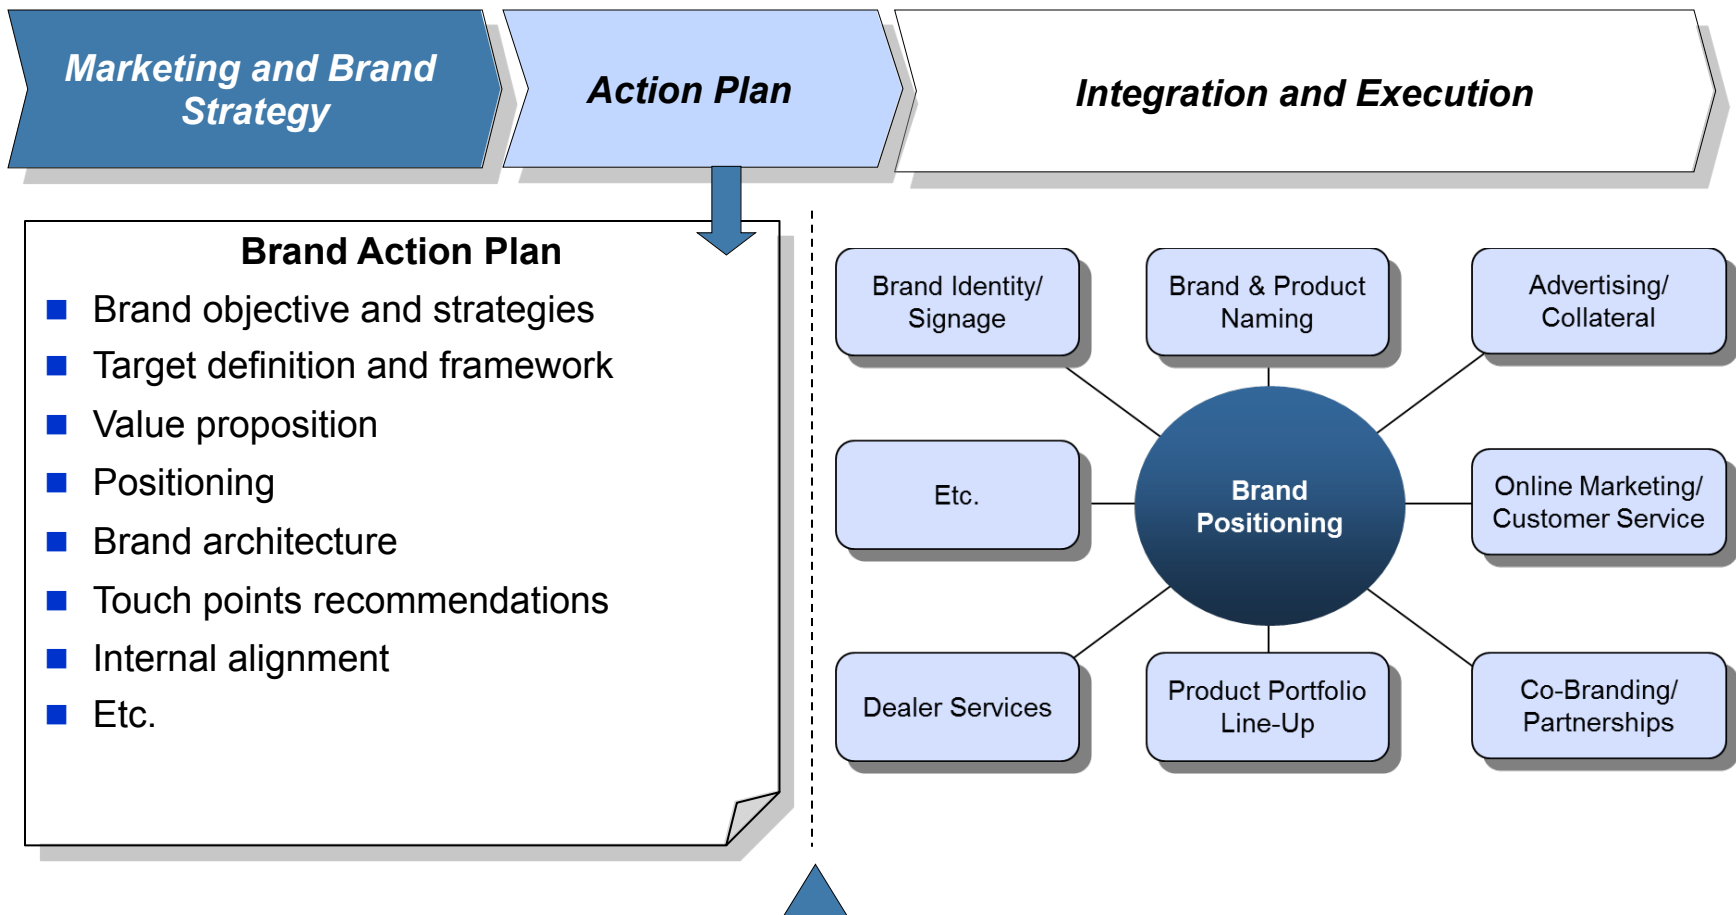 Marketing and Brand
Strategy
Action Plan
Integration and Execution
Brand Action Plan
Brand objective and strategies
Target definition and framework
Value proposition
Positioning
Brand architecture
Touch points recommendations
Internal alignment
Etc.
Brand Identity/
Signage
Brand & Product
Naming
Advertising/
Collateral
Etc.
Brand
Positioning
Online Marketing/
Customer Service
Dealer Services
Product Portfolio
Line-Up
Co-Branding/
Partnerships